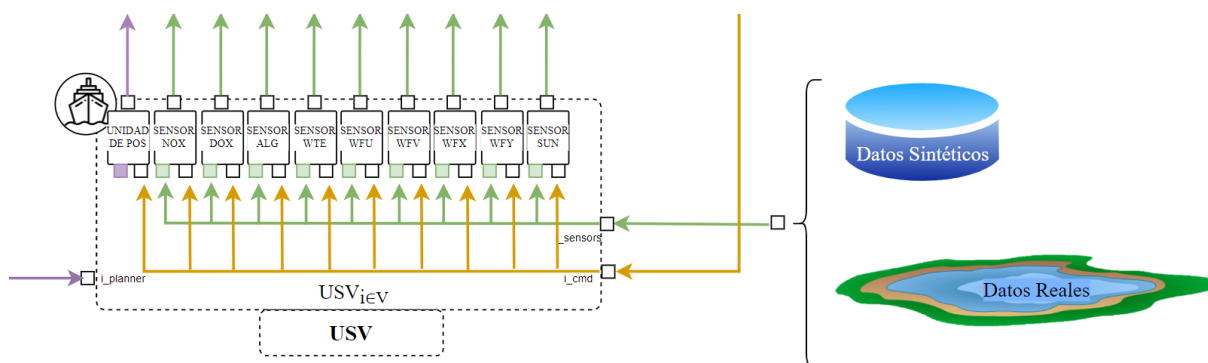 UNIDAD
DE POS
SENSOR
NOX
SENSOR
DOX
SENSOR
ALG
SENSOR
WTE
SENSOR
WFU
SENSOR
WFV
SENSOR
WFX
SENSOR
WFY
SENSOR
SUN
Datos Sintéticos
_sensors
i_planner
i_cmd
USVi∈V
Datos Reales
USV